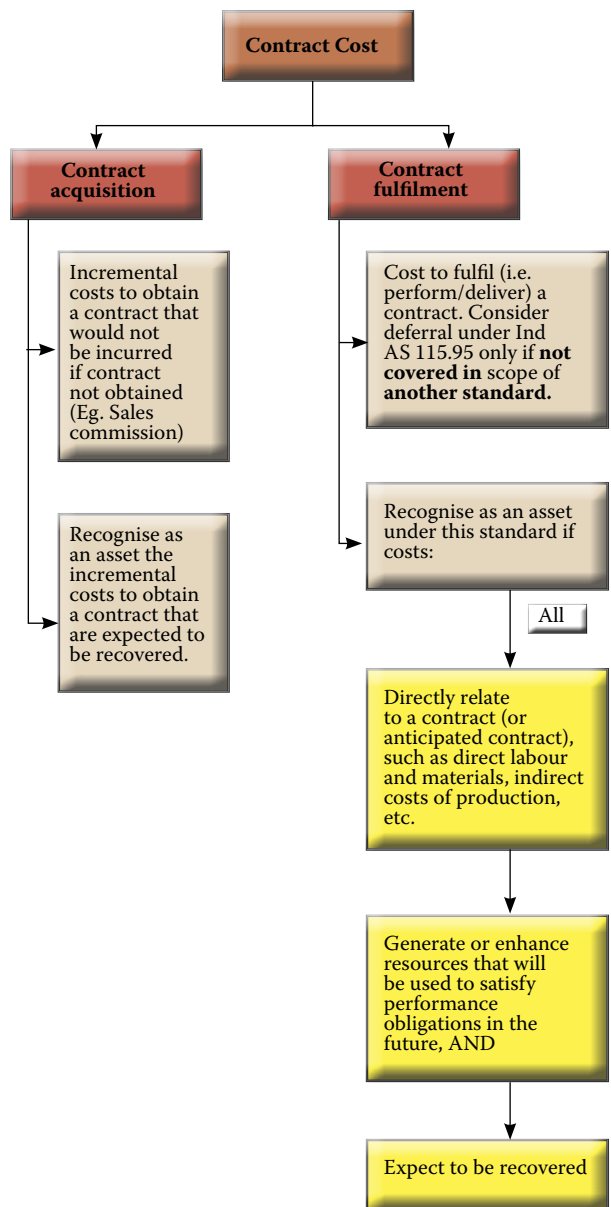 Contract Cost
Contract
acquisition
Incremental
costs to obtain
a contract that
would not
be incurred
if contract
not obtained
(Eg. Sales
commission)
Recognise as
an asset the
incremental
costs to obtain
a contract that
are expected to
be recovered.
Contract
fulfilment
Cost to fulfil (i.e.
perform/deliver) a
contract. Consider
deferral under Ind
AS 115.95 only if not
covered in scope of
another standard.
Recognise as an asset
under this standard if
costs:
All
Directly relate
to a contract (or
anticipated contract),
such as direct labour
and materials, indirect
costs of production,
etc.
Generate or enhance
resources that will
be used to satisfy
performance
obligations in the
future, AND
Expect to be recovered